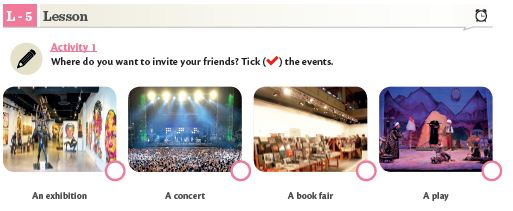 L - 5 Lesson
Activity 1
Where do you want to invite your friends? Tick (✔) the events.
An exhibition
A concert
A book fair
A play